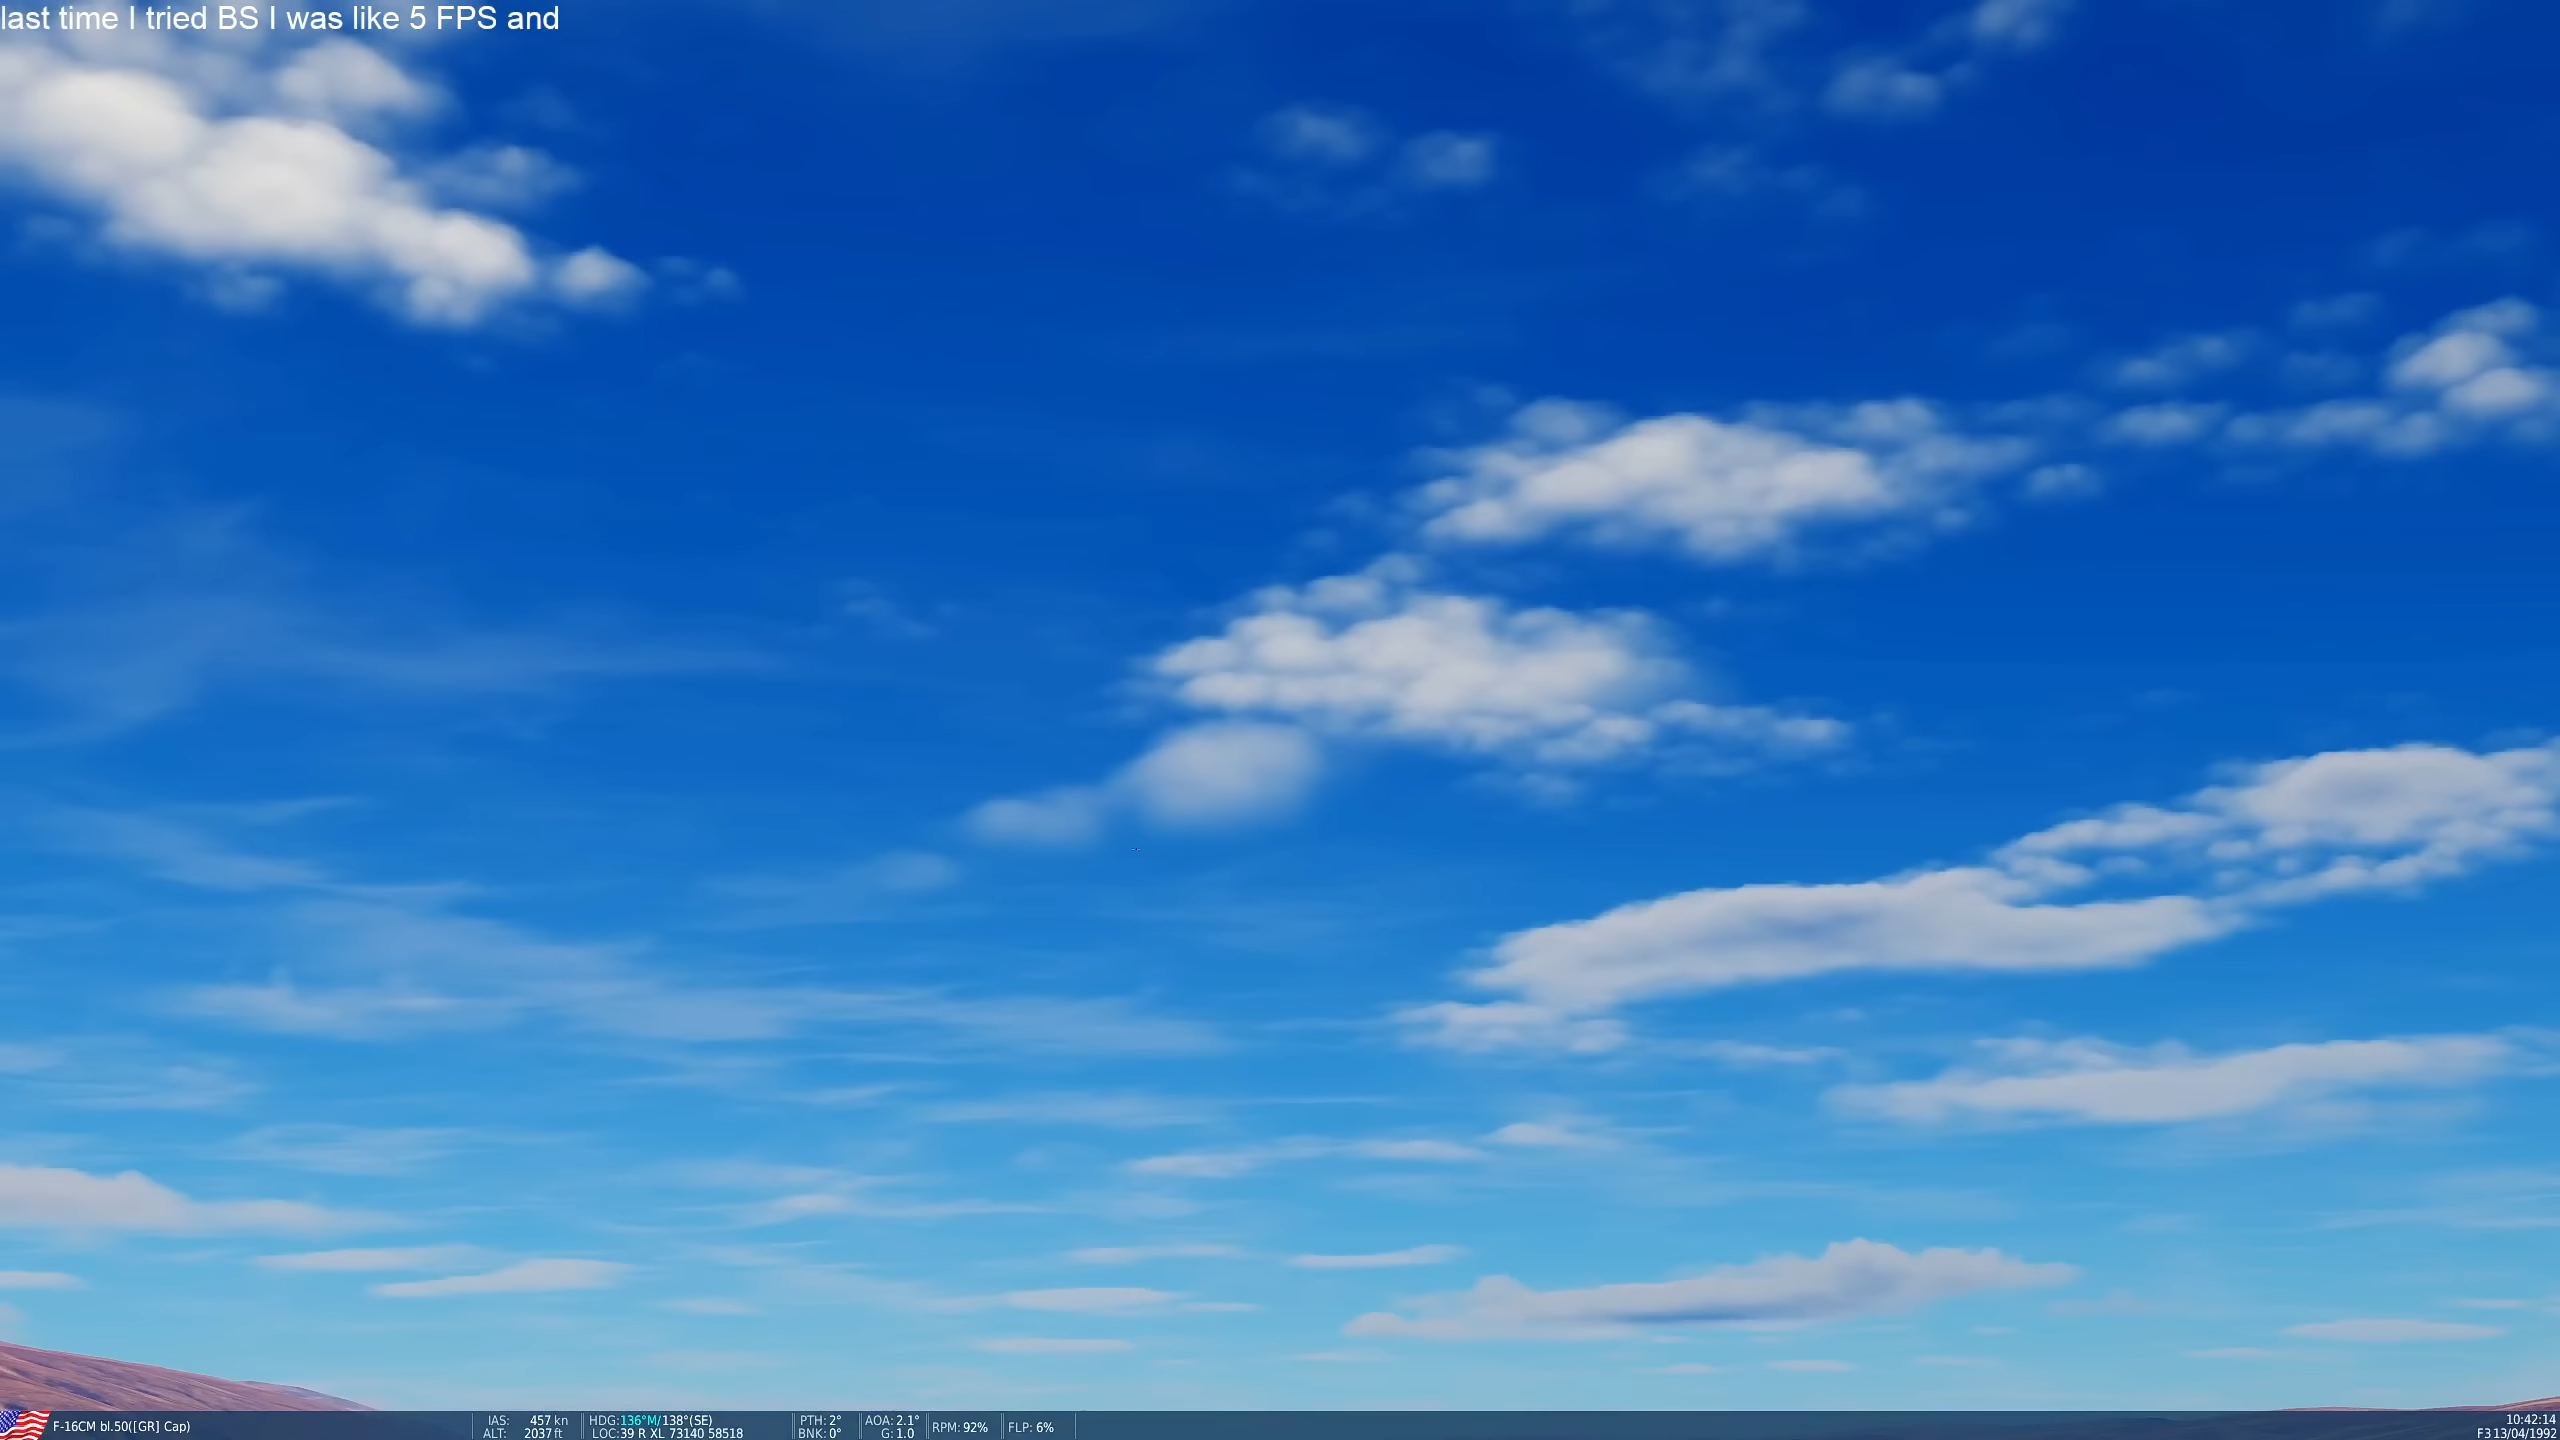 last time I tried BS I was like 5 FPS and
F-16CM bl.50([GR] Cap)
IAS: 457 kn
ALT: 2037 ft
HDG:136°M/138°(SE)
LOC:39 R XL 73140 58518
PTH: 2°
BNK: 0°
AOA: 2.1°
G: 1.0
RPM: 92%
FLP: 6%
10:42:14
F3 13/04/1992